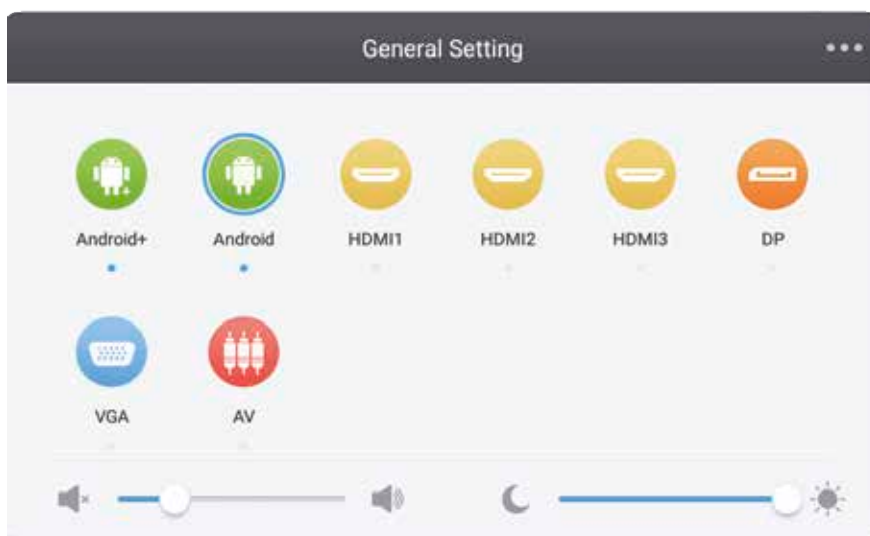 General Setting
Android+ Android HDMI1 HDMI2 HDMI3 DP
VGA AV